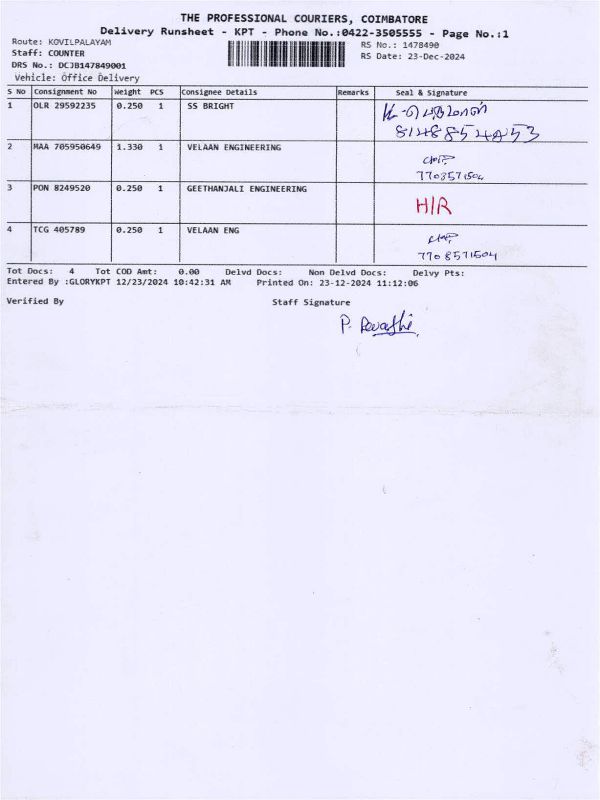 THE PROFESSIONAL COURIERS, COIMBATORE
Delivery Runsheet - KPT - Phone No.:0422-3505555 - Page No.:1
Route: KOVILPALAYAM
RS No.: 1478490
Staff: COUNTER
RS Date: 23-Dec-2024
DRS No.: DCJB147849001
Vehicle: Office Delivery
S No Consignment No Weight PCS Consignee Details Remarks Seal & Signature
1 OLR 29592235 0.250 1 SS BRIGHT
8148854853
2 MAA 705950649 1.330 1 VELAAN ENGINEERING
7708571504
3 PON 8249520 0.250 1 GEETHANJALI ENGINEERING H/R
4 TCG 405789 0.250 1 VELAAN ENG
7708571504
Tot Docs: 4 Tot COD Amt: 0.00 Delvd Docs: Non Delvd Docs: Delvy Pts:
Entered By :GLORYKPT 12/23/2024 10:42:31 AM Printed On: 23-12-2024 11:12:06
Verified By Staff Signature
P.